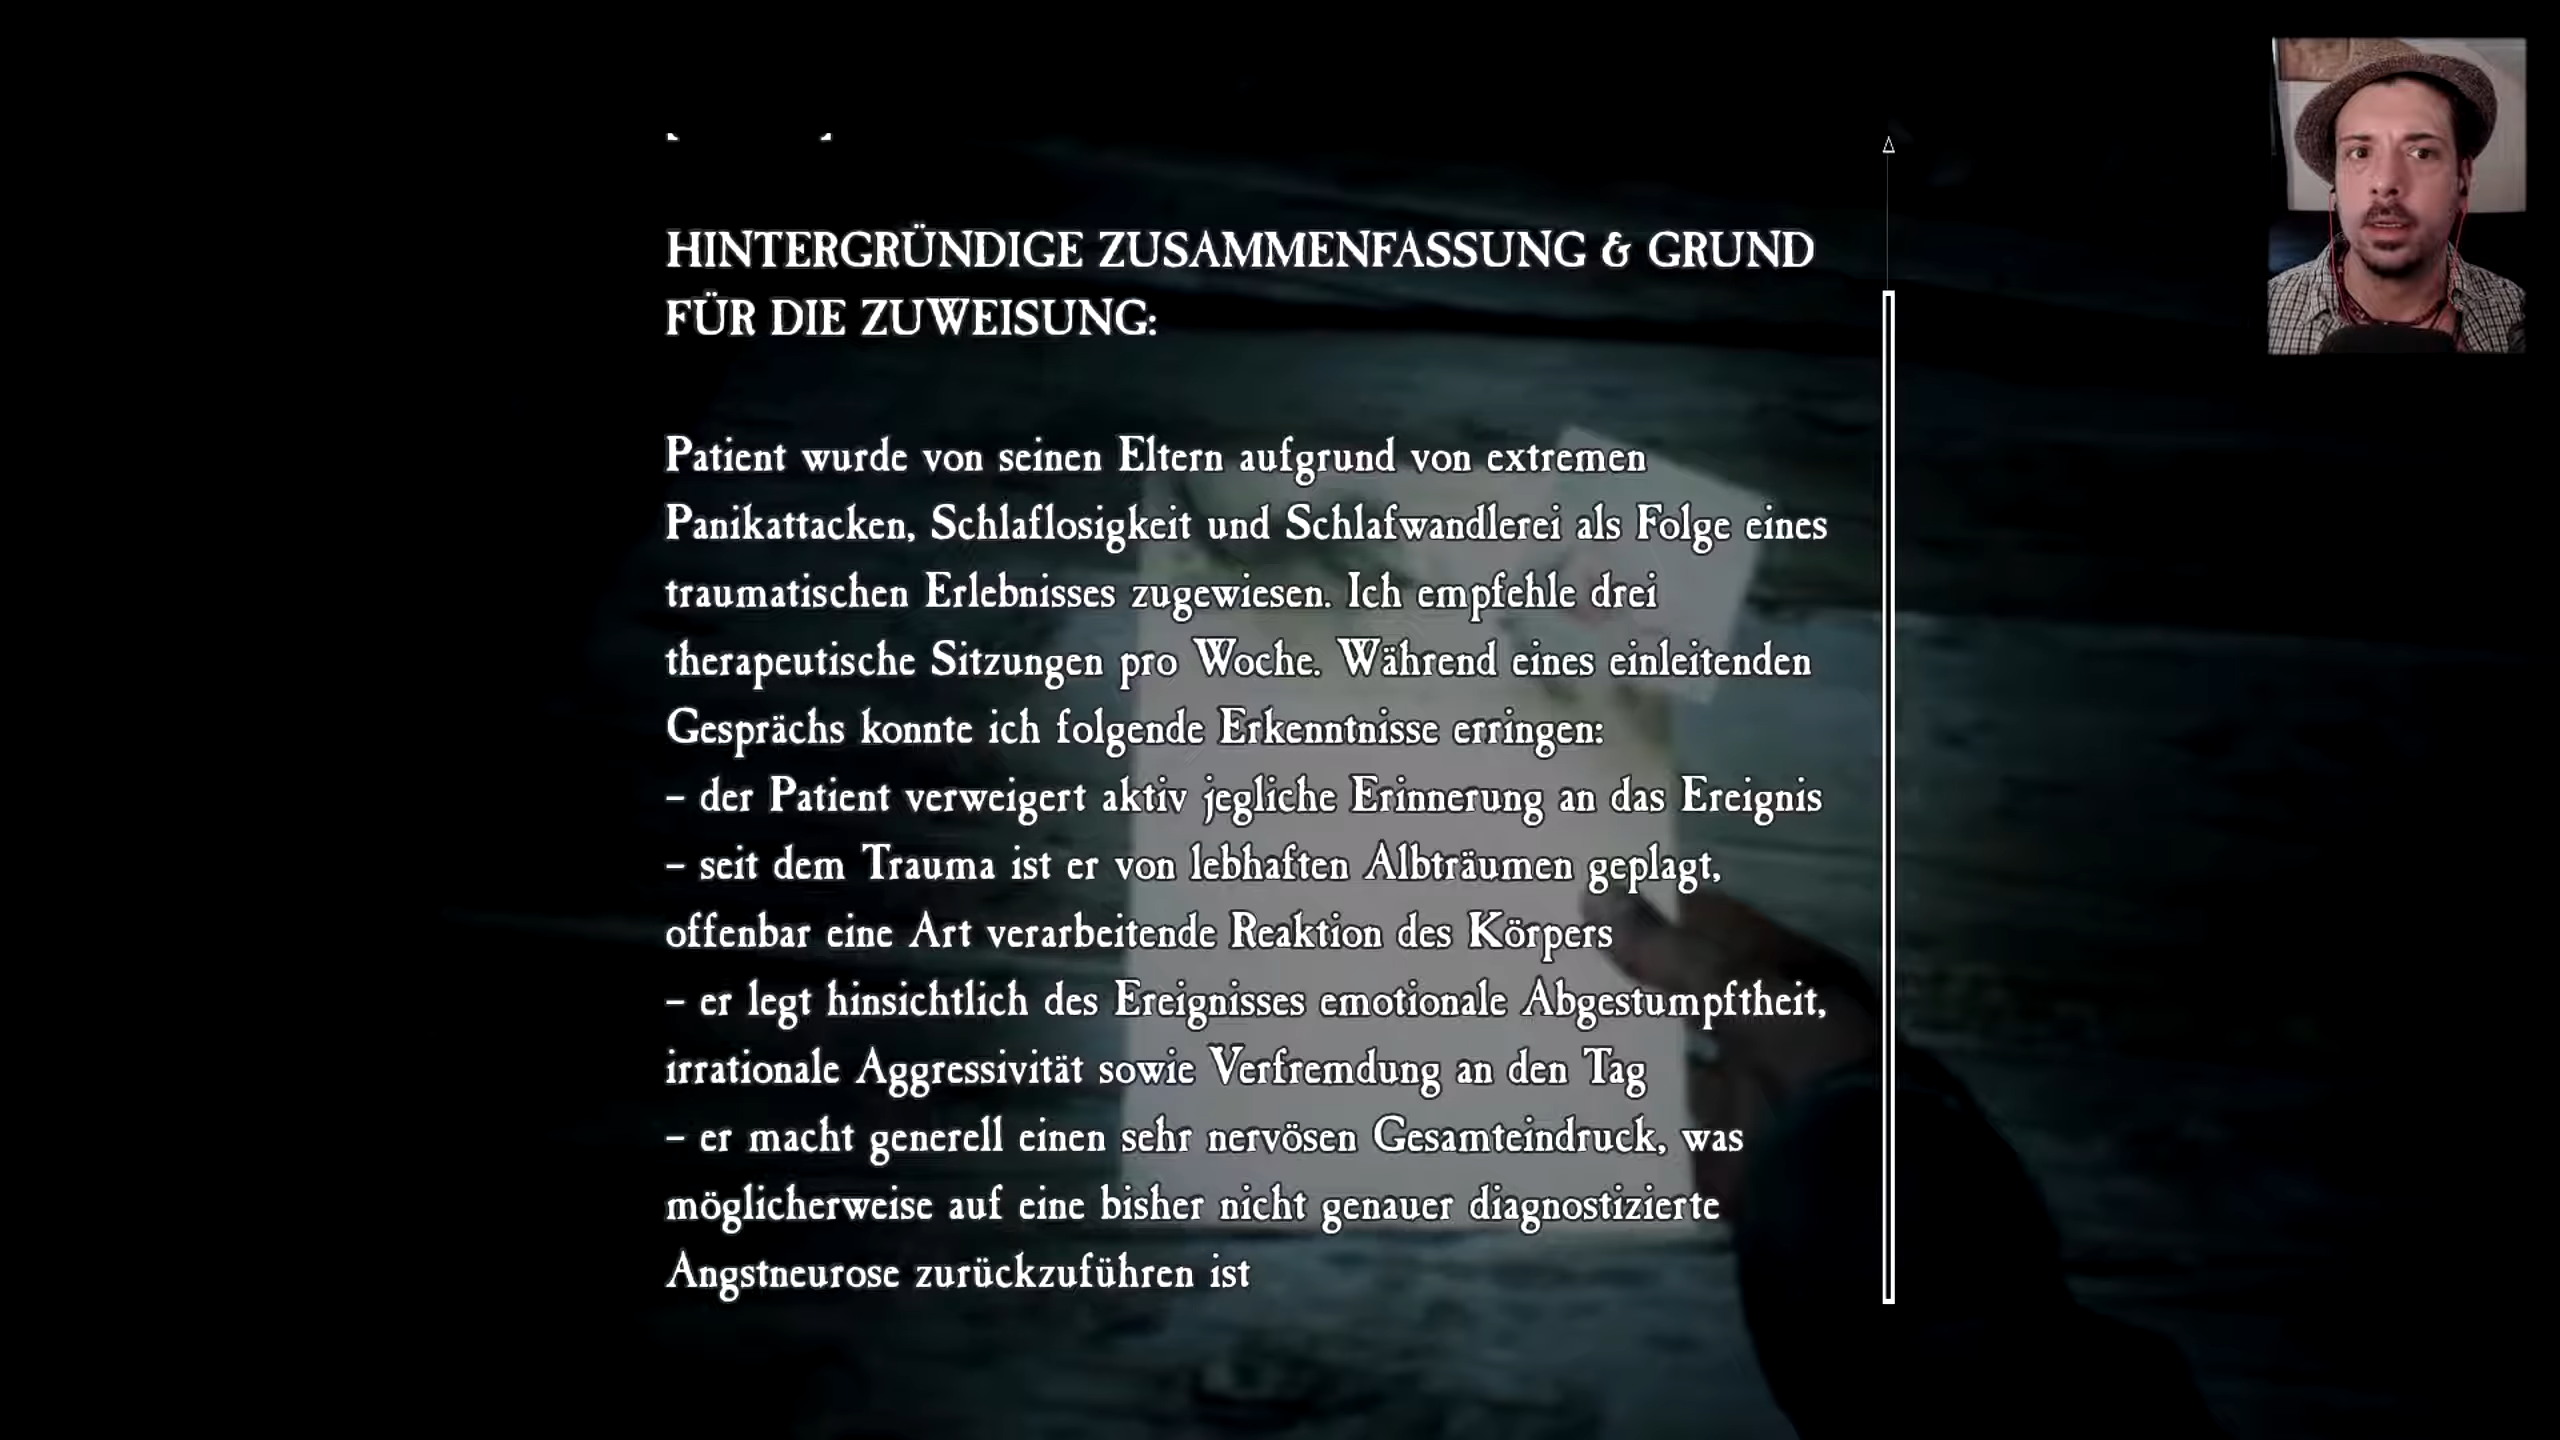 HINTERGRÜNDIGE ZUSAMMENFASSUNG & GRUND
FÜR DIE ZUWEISUNG:
Patient wurde von seinen Eltern aufgrund von extremen
Panikattacken, Schlaflosigkeit und Schlafwandlerei als Folge eines
traumatischen Erlebnisses zugewiesen. Ich empfehle drei
therapeutische Sitzungen pro Woche. Während eines einleitenden
Gesprächs konnte ich folgende Erkenntnisse erringen:
– der Patient verweigert aktiv jegliche Erinnerung an das Ereignis
– seit dem Trauma ist er von lebhaften Albträumen geplagt,
offenbar eine Art verarbeitende Reaktion des Körpers
– er legt hinsichtlich des Ereignisses emotionale Abgestumpftheit,
irrationale Aggressivität sowie Verfremdung an den Tag
– er macht generell einen sehr nervösen Gesamteindruck, was
möglicherweise auf eine bisher nicht genauer diagnostizierte
Angstneurose zurückzuführen ist